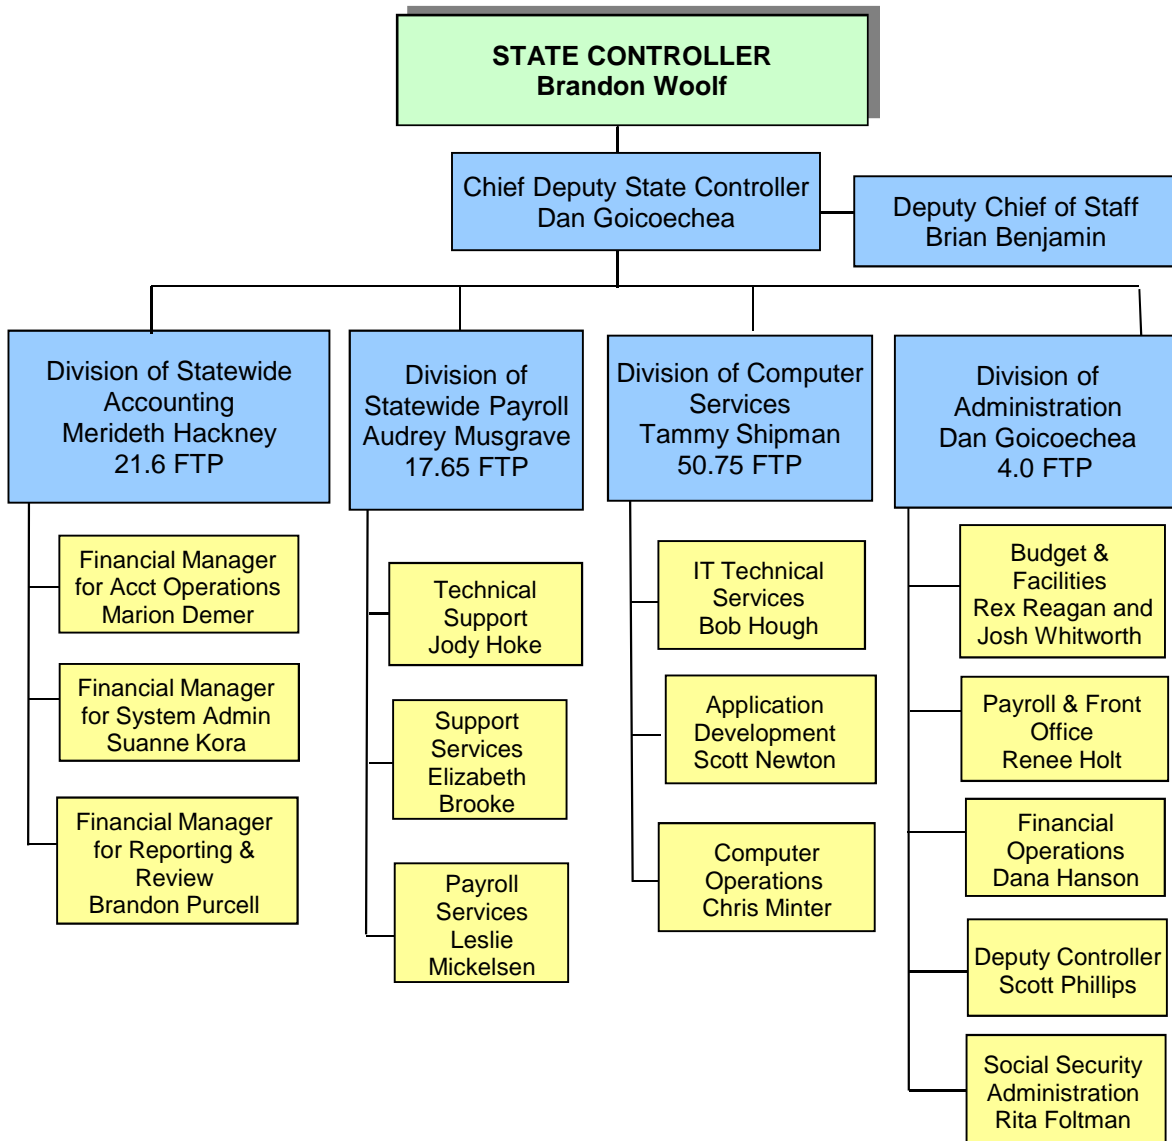 STATE CONTROLLER
Brandon Woolf
Chief Deputy State Controller
Dan Goicoechea
Deputy Chief of Staff
Brian Benjamin
Division of Statewide
Accounting
Merideth Hackney
21.6 FTP
Division of
Statewide Payroll
Audrey Musgrave
17.65 FTP
Division of Computer
Services
Tammy Shipman
50.75 FTP
Division of
Administration
Dan Goicoechea
4.0 FTP
Financial Manager
for Acct Operations
Marion Demer
Financial Manager
for System Admin
Suanne Kora
Financial Manager
for Reporting &
Review
Brandon Purcell
Technical
Support
Jody Hoke
Support
Services
Elizabeth
Brooke
Payroll
Services
Leslie
Mickelsen
IT Technical
Services
Bob Hough
Application
Development
Scott Newton
Computer
Operations
Chris Minter
Budget &
Facilities
Rex Reagan and
Josh Whitworth
Payroll & Front
Office
Renee Holt
Financial
Operations
Dana Hanson
Deputy Controller
Scott Phillips
Social Security
Administration
Rita Foltman